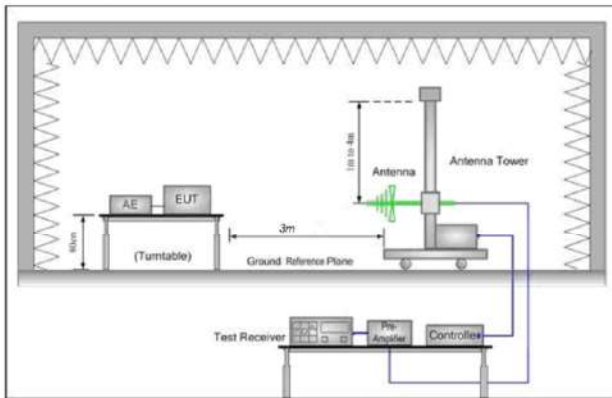 1m to 4m
Antenna
Antenna Tower
AE
EUT
80cm
3m
(Turntable)
Ground Reference Plane
Test Receiver
Pre-
Amplifier
Controller